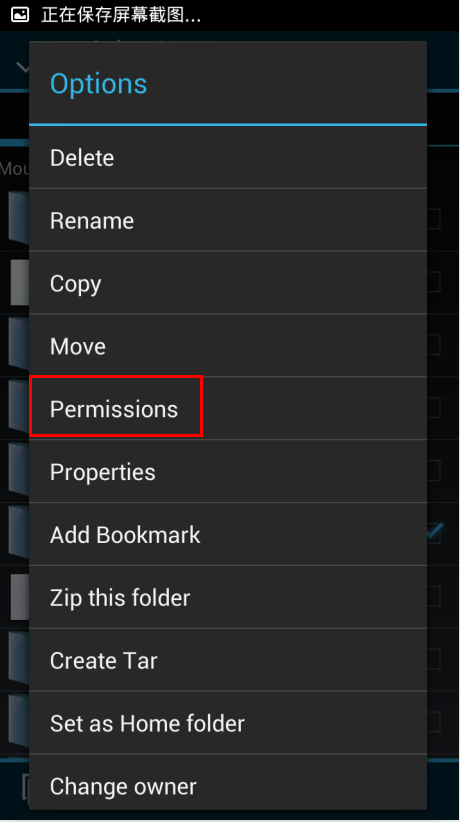 正在保存屏幕截图...
Options
Mou
Delete
Rename
Copy
Move
Permissions
Properties
Add Bookmark
Zip this folder
Create Tar
Set as Home folder
Change owner